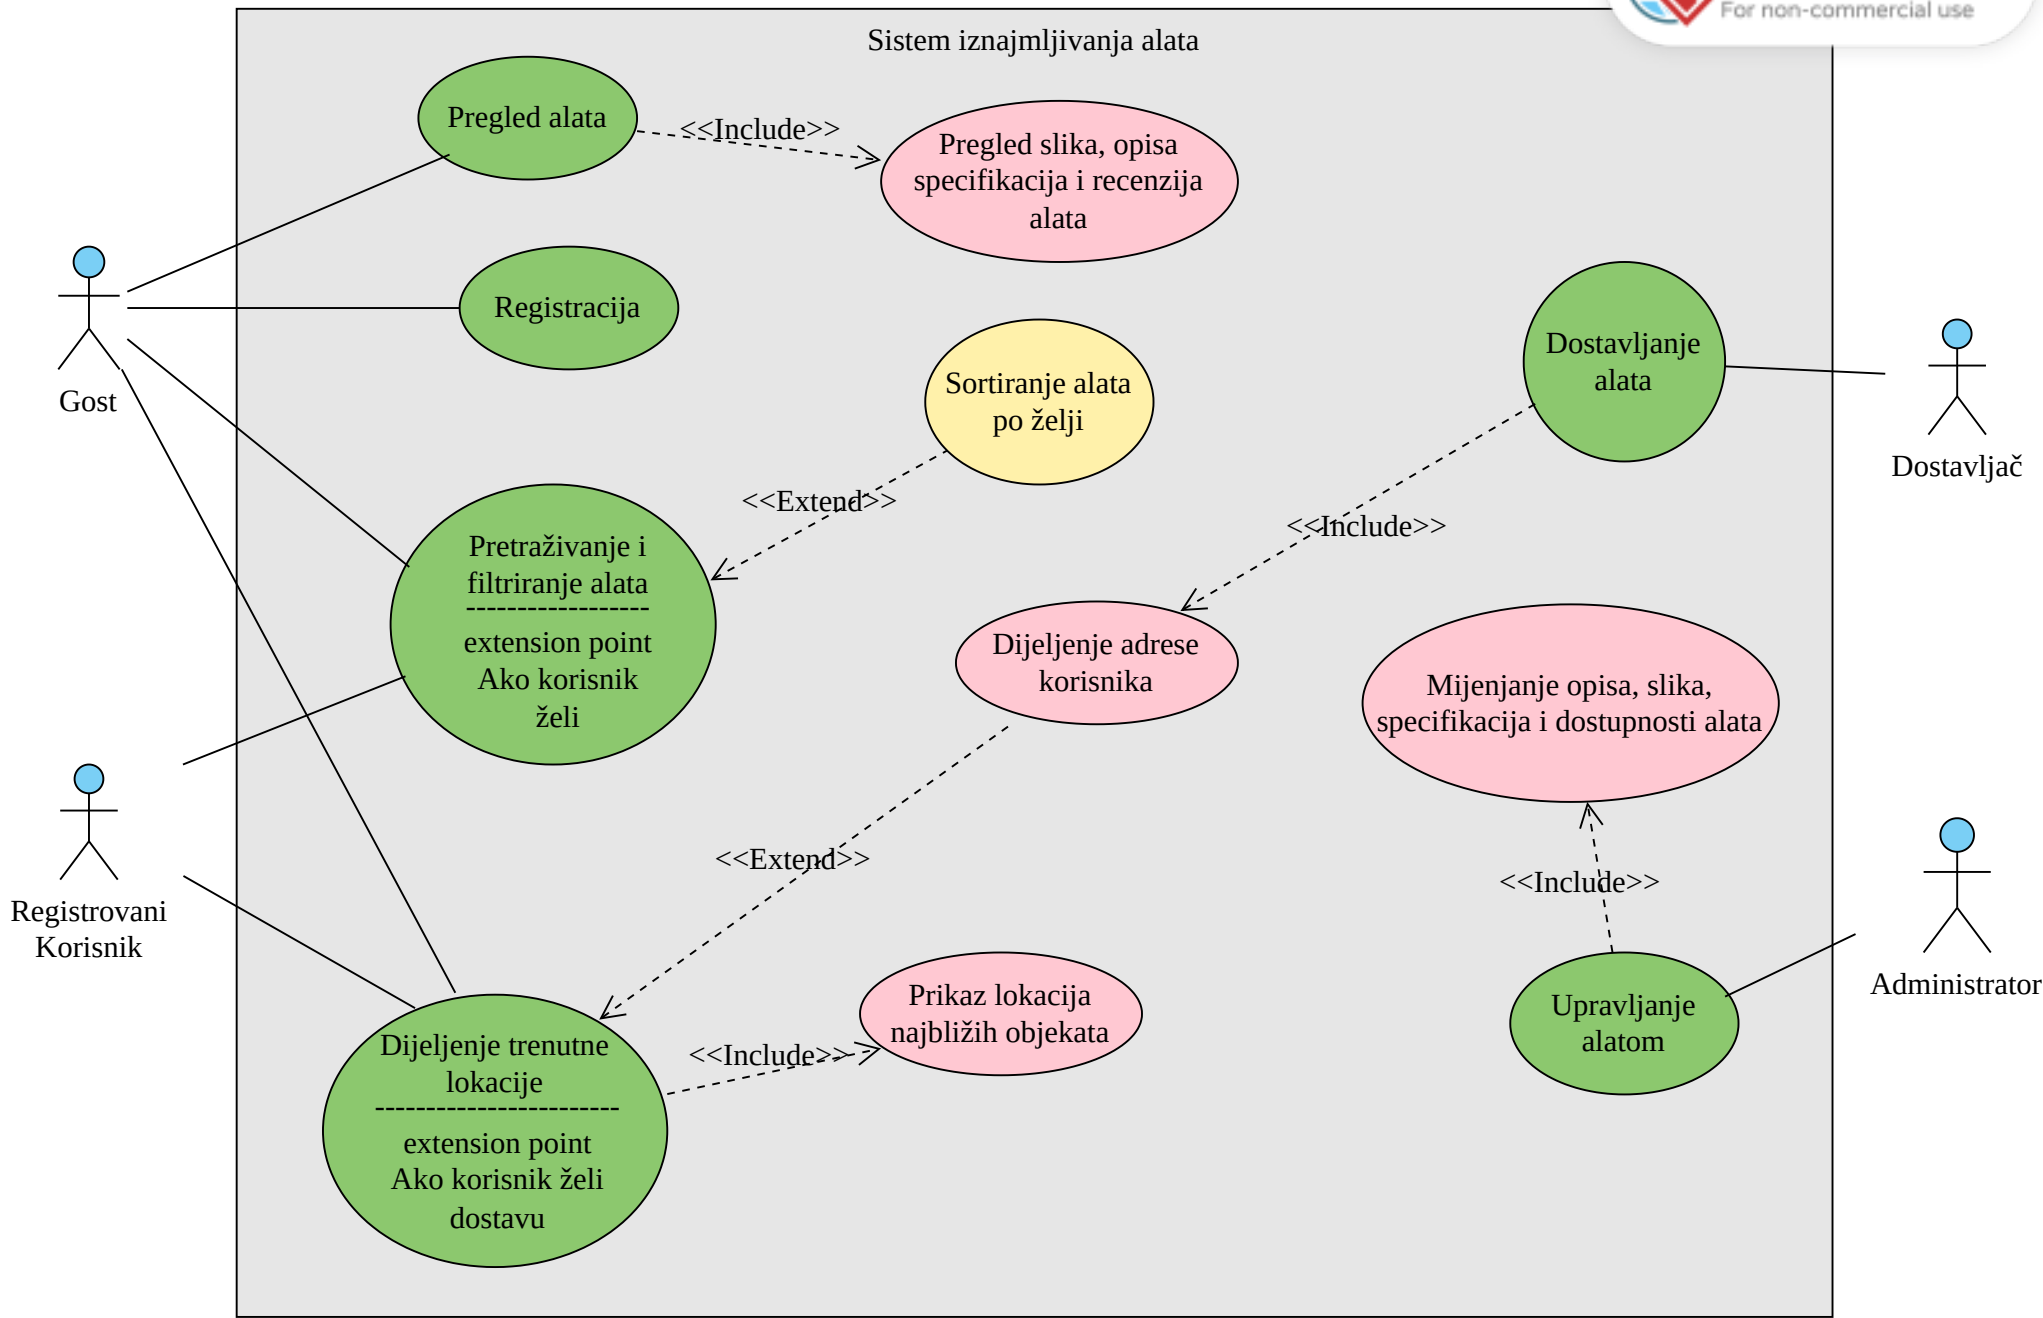 For non-commercial use
Sistem iznajmljivanja alata
Pregled alata
<<Include>>
Pregled slika, opisa
specifikacija i recenzija
alata
Registracija
Gost
Sortiranje alata
po želji
Dostavljanje
alata
Dostavljač
<<Extend>>
<<Include>>
Pretraživanje i
filtriranje alata
------------------
extension point
Ako korisnik
želi
Dijeljenje adrese
korisnika
Mijenjanje opisa, slika,
specifikacija i dostupnosti alata
Registrovani
Korisnik
<<Extend>>
<<Include>>
Administrator
Prikaz lokacija
najbližih objekata
Upravljanje
alatom
Dijeljenje trenutne
lokacije
------------------------
extension point
Ako korisnik želi
dostavu
<<Include>>